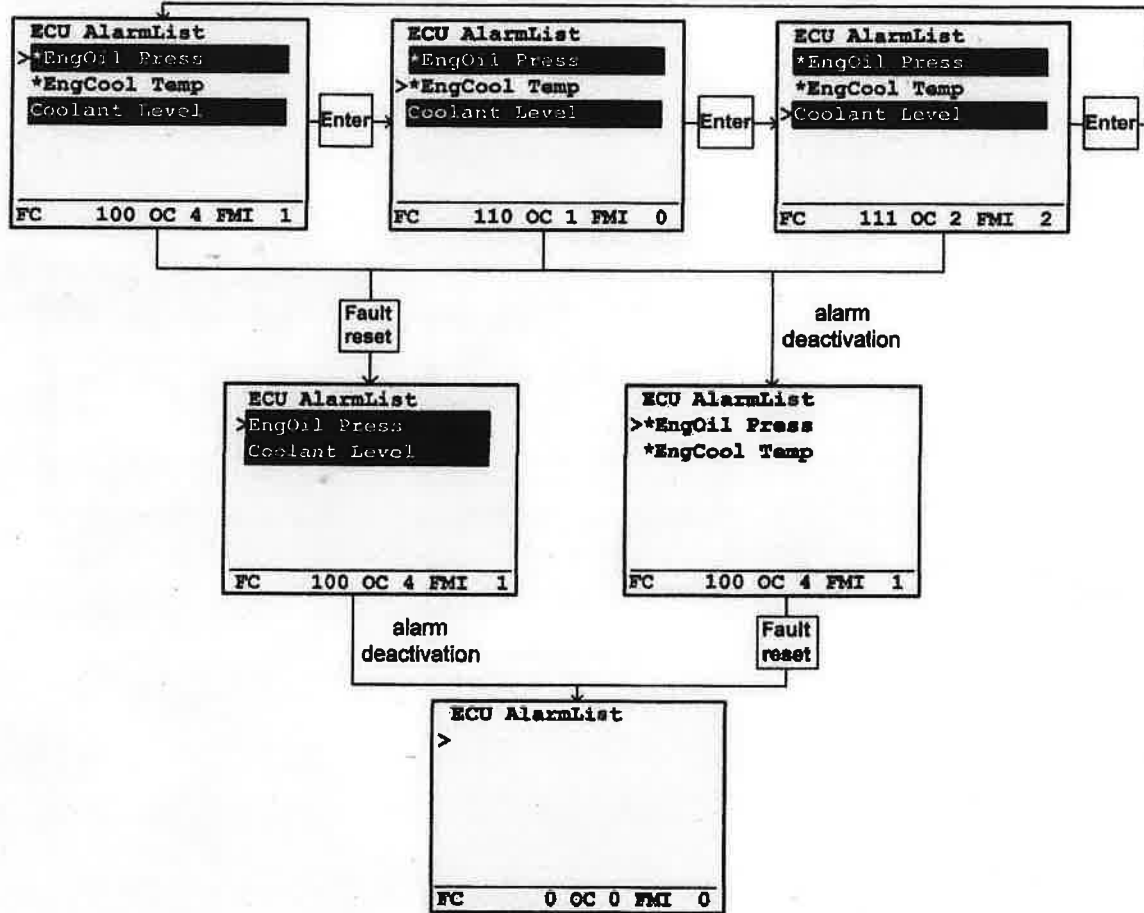 ECU AlarmList
>*EngOil Press
*EngCool Temp
Coolant Level
FC 100 OC 4 FMI 1
Enter
ECU AlarmList
*EngOil Press
>*EngCool Temp
Coolant Level
FC 110 OC 1 FMI 0
Enter
ECU AlarmList
*EngOil Press
*EngCool Temp
>Coolant Level
FC 111 OC 2 FMI 2
Enter
Fault
reset
alarm
deactivation
ECU AlarmList
>EngOil Press
Coolant Level
FC 100 OC 4 FMI 1
ECU AlarmList
>*EngOil Press
*EngCool Temp
FC 100 OC 4 FMI 1
alarm
deactivation
Fault
reset
ECU AlarmList
>
FC 0 OC 0 FMI 0